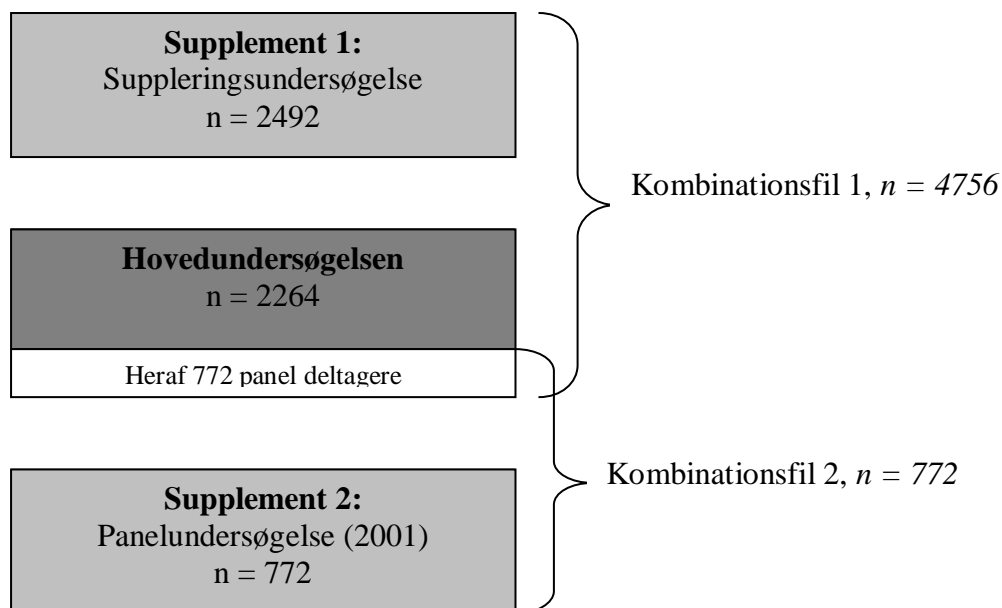 Supplement 1:
Suppleringsundersøgelse
n = 2492
Kombinationsfil 1, n = 4756
Hovedundersøgelsen
n = 2264
Heraf 772 panel deltagere
Kombinationsfil 2, n = 772
Supplement 2:
Panelundersøgelse (2001)
n = 772